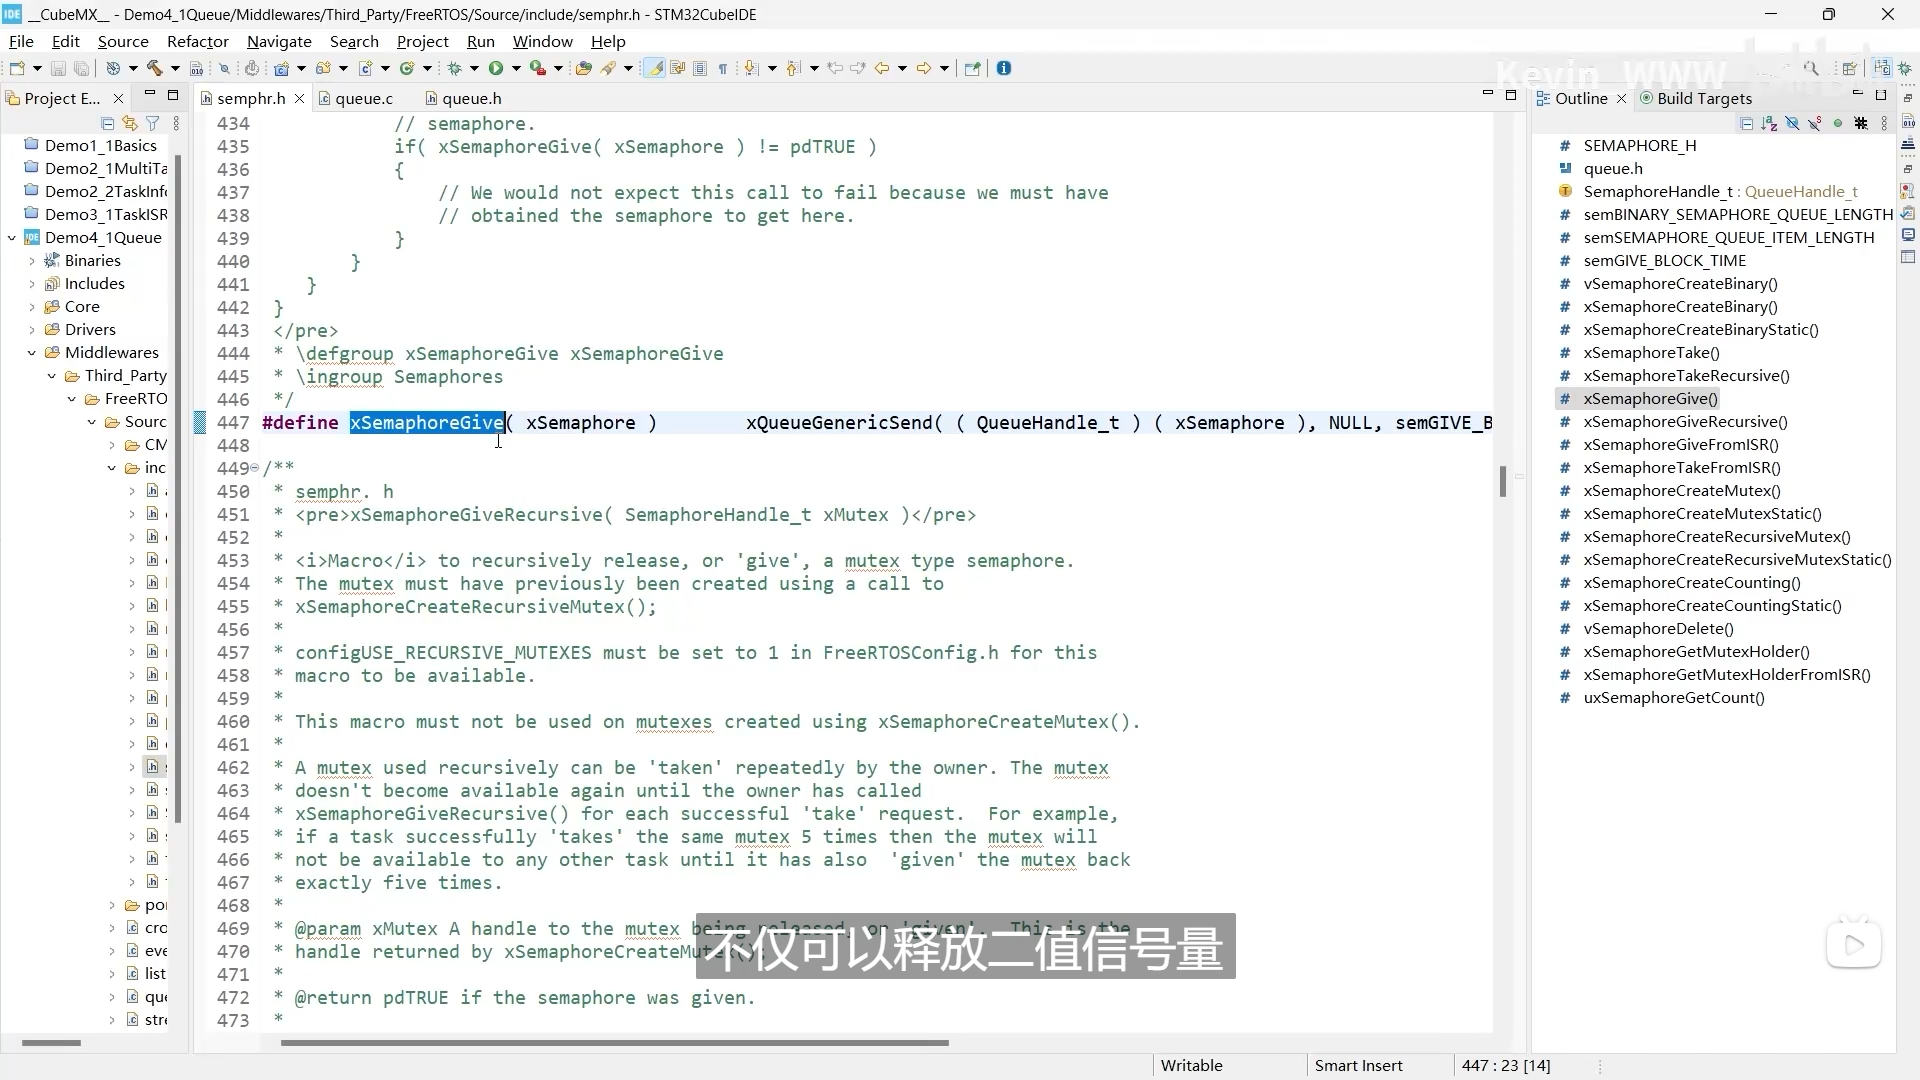 __CubeMX__ - Demo4_1Queue/Middlewares/Third_Party/FreeRTOS/Source/include/semphr.h - STM32CubeIDE
File Edit Source Refactor Navigate Search Project Run Window Help
Kevin_WWW
Project E...
semphr.h queue.c queue.h
Outline Build Targets
Demo1_1Basics
Demo2_1MultiTa
Demo2_2TaskInfo
Demo3_1TaskISR
Demo4_1Queue
Binaries
Includes
Core
Drivers
Middlewares
Third_Party
FreeRTO
Sourc
CM
inc
por
cro
eve
list
que
stre
434 // semaphore.
435 if( xSemaphoreGive( xSemaphore ) != pdTRUE )
436 {
437 // We would not expect this call to fail because we must have
438 // obtained the semaphore to get here.
439 }
440 }
441 }
442 }
443 </pre>
444 * \defgroup xSemaphoreGive xSemaphoreGive
445 * \ingroup Semaphores
446 */
447 #define xSemaphoreGive( xSemaphore ) xQueueGenericSend( ( QueueHandle_t ) ( xSemaphore ), NULL, semGIVE_B
448
449 /**
450 * semphr. h
451 * <pre>xSemaphoreGiveRecursive( SemaphoreHandle_t xMutex )</pre>
452 *
453 * <i>Macro</i> to recursively release, or 'give', a mutex type semaphore.
454 * The mutex must have previously been created using a call to
455 * xSemaphoreCreateRecursiveMutex();
456 *
457 * configUSE_RECURSIVE_MUTEXES must be set to 1 in FreeRTOSConfig.h for this
458 * macro to be available.
459 *
460 * This macro must not be used on mutexes created using xSemaphoreCreateMutex().
461 *
462 * A mutex used recursively can be 'taken' repeatedly by the owner. The mutex
463 * doesn't become available again until the owner has called
464 * xSemaphoreGiveRecursive() for each successful 'take' request.  For example,
465 * if a task successfully 'takes' the same mutex 5 times then the mutex will
466 * not be available to any other task until it has also  'given' the mutex back
467 * exactly five times.
468 *
469 * @param xMutex A handle to the mutex being released, or 'given'.  This is the
470 * handle returned by xSemaphoreCreateMutex();
471 *
472 * @return pdTRUE if the semaphore was given.
473 *
不仅可以释放二值信号量
SEMAPHORE_H
queue.h
SemaphoreHandle_t : QueueHandle_t
semBINARY_SEMAPHORE_QUEUE_LENGTH
semSEMAPHORE_QUEUE_ITEM_LENGTH
semGIVE_BLOCK_TIME
vSemaphoreCreateBinary()
xSemaphoreCreateBinary()
xSemaphoreCreateBinaryStatic()
xSemaphoreTake()
xSemaphoreTakeRecursive()
xSemaphoreGive()
xSemaphoreGiveRecursive()
xSemaphoreGiveFromISR()
xSemaphoreTakeFromISR()
xSemaphoreCreateMutex()
xSemaphoreCreateMutexStatic()
xSemaphoreCreateRecursiveMutex()
xSemaphoreCreateRecursiveMutexStatic()
xSemaphoreCreateCounting()
xSemaphoreCreateCountingStatic()
vSemaphoreDelete()
xSemaphoreGetMutexHolder()
xSemaphoreGetMutexHolderFromISR()
uxSemaphoreGetCount()
Writable Smart Insert 447 : 23 [14]